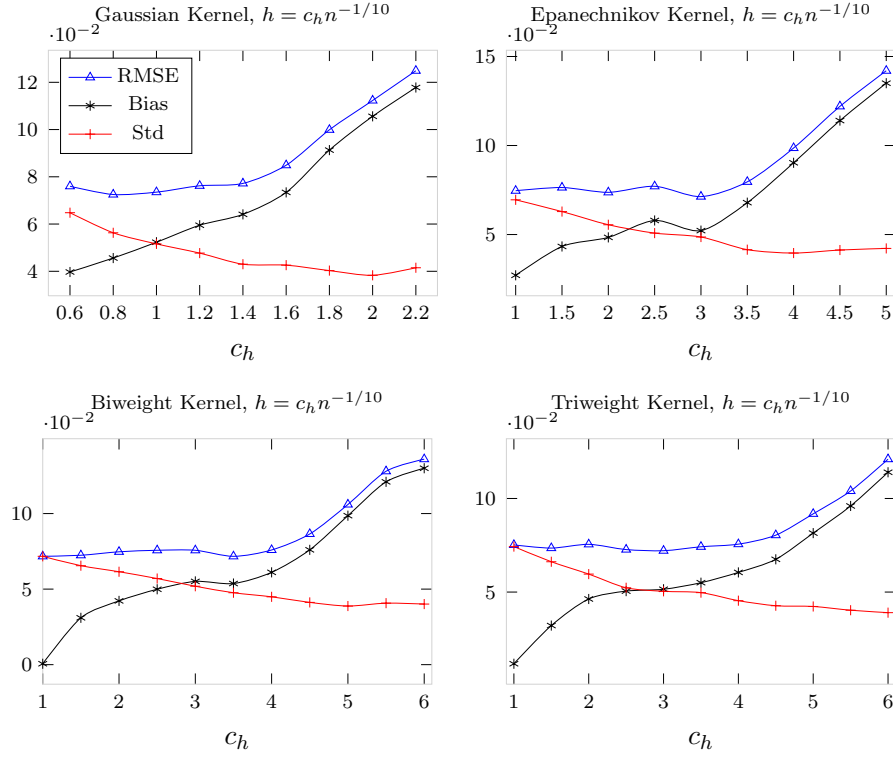 Gaussian Kernel, $h = c_h n^{-1/10}$
·10^{-2}
RMSE
Bias
Std
12
10
8
6
4
0.6 0.8 1 1.2 1.4 1.6 1.8 2 2.2
$c_h$
Epanechnikov Kernel, $h = c_h n^{-1/10}$
·10^{-2}
15
10
5
1 1.5 2 2.5 3 3.5 4 4.5 5
$c_h$
Biweight Kernel, $h = c_h n^{-1/10}$
·10^{-2}
10
5
0
1 2 3 4 5 6
$c_h$
Triweight Kernel, $h = c_h n^{-1/10}$
·10^{-2}
10
5
1 2 3 4 5 6
$c_h$